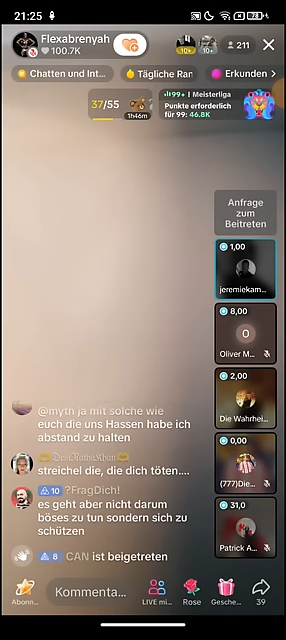 21:25
78
Flexabrenyah
100.7K
10+
10+
211
Chatten und Int...
Tägliche Ran
Erkunden >
37/55
1h46m
99+ I Meisterliga
Punkte erforderlich
für 99: 46.8K
Anfrage
zum
Beitreten
1,00
jeremiekam...
8,00
O
Oliver M...
2,00
Die Wahrhei...
0,00
(777)Die...
31,0
Patrick A...
@myth ja mit solche wie
euch die uns Hassen habe ich
abstand zu halten
streichel die, die dich töten....
10 ?FragDich!
es geht aber nicht darum
böses zu tun sondern sich zu
schützen
8 CAN ist beigetreten
Abonn...
Kommenta...
LIVE mi...
Rose
Gesche...
39